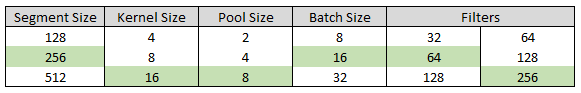 Segment Size Kernel Size Pool Size Batch Size Filters
128 4 2 8 32 64
256 8 4 16 64 128
512 16 8 32 128 256